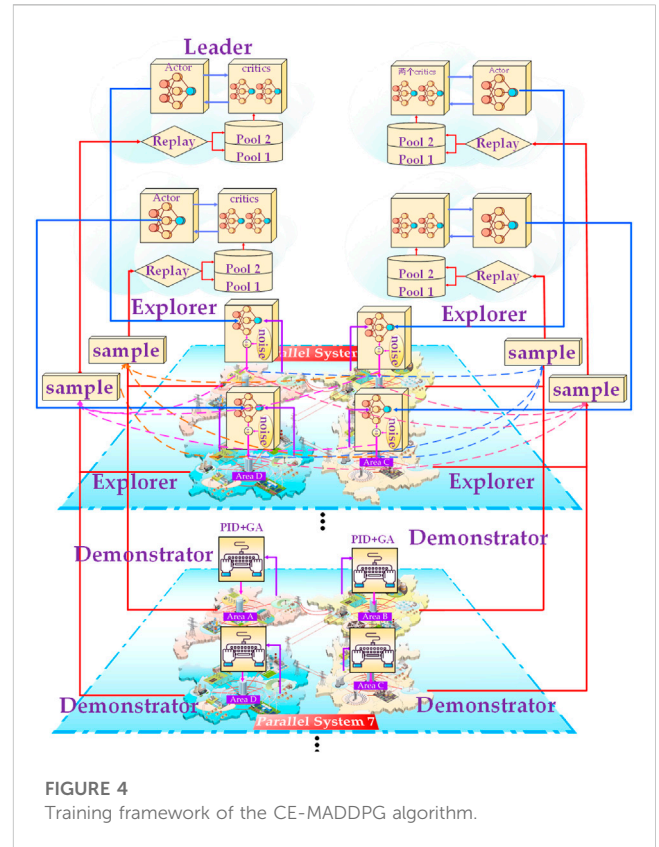 Leader
Actor
critics
两个critics
Actor
Replay
Pool 2
Pool 1
Pool 2
Pool 1
Replay
Actor
critics
Replay
Pool 2
Pool 1
Pool 2
Pool 1
Replay
Explorer
Explorer
noise
noise
sample
sample
sample
sample
rallel System
noise
noise
Area D
Area C
Explorer
Explorer
PID+GA
PID+GA
Demonstrator
Demonstrator
Area A
Area B
Area D
Area C
Demonstrator
Demonstrator
Parallel System 7
FIGURE 4
Training framework of the CE-MADDPG algorithm.